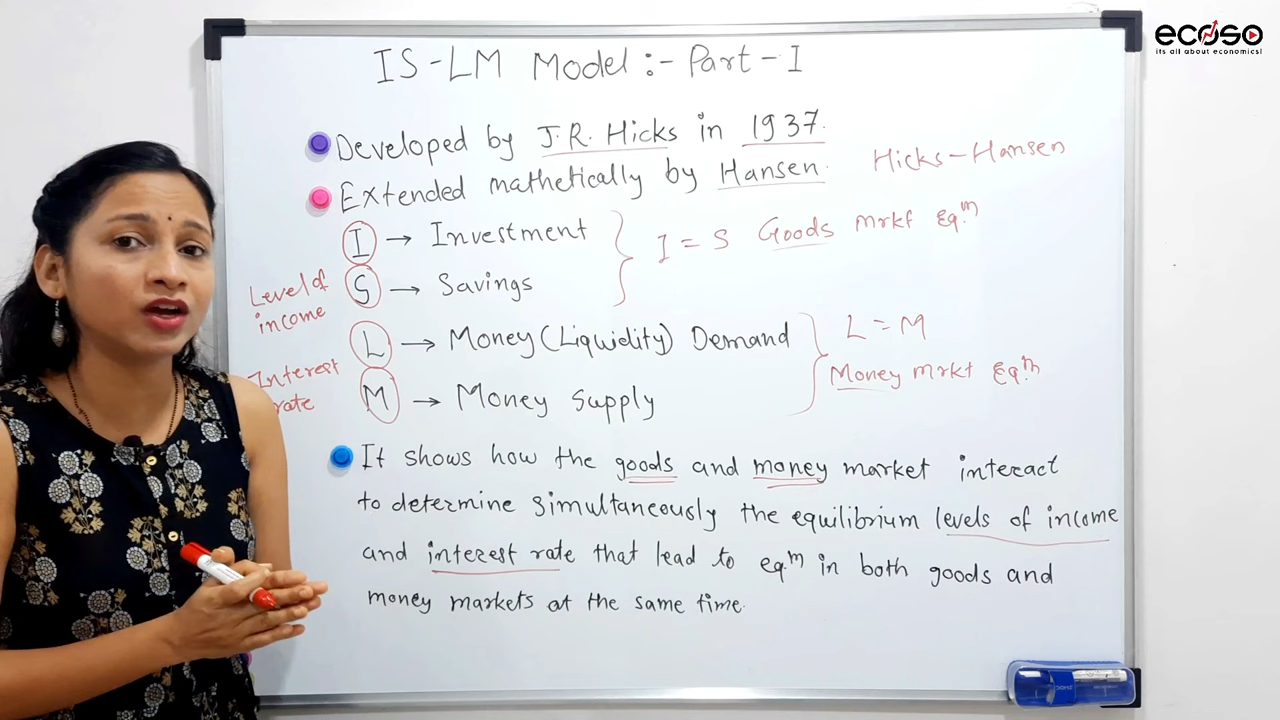 ecoso
its all about economics!
IS-LM Model :- Part-I
Developed by J.R. Hicks in 1937.
Extended mathetically by Hansen. Hicks-Hansen
I → Investment
S → Savings
I = S Goods Mrkt Eq.m
Level of
income
L → Money (Liquidity) Demand
L = M
Interest
rate
M → Money Supply
Money Mrkt Eq.m
It shows how the goods and money market interact
to determine simultaneously the equilibrium levels of income
and interest rate that lead to eq.m in both goods and
money markets at the same time.